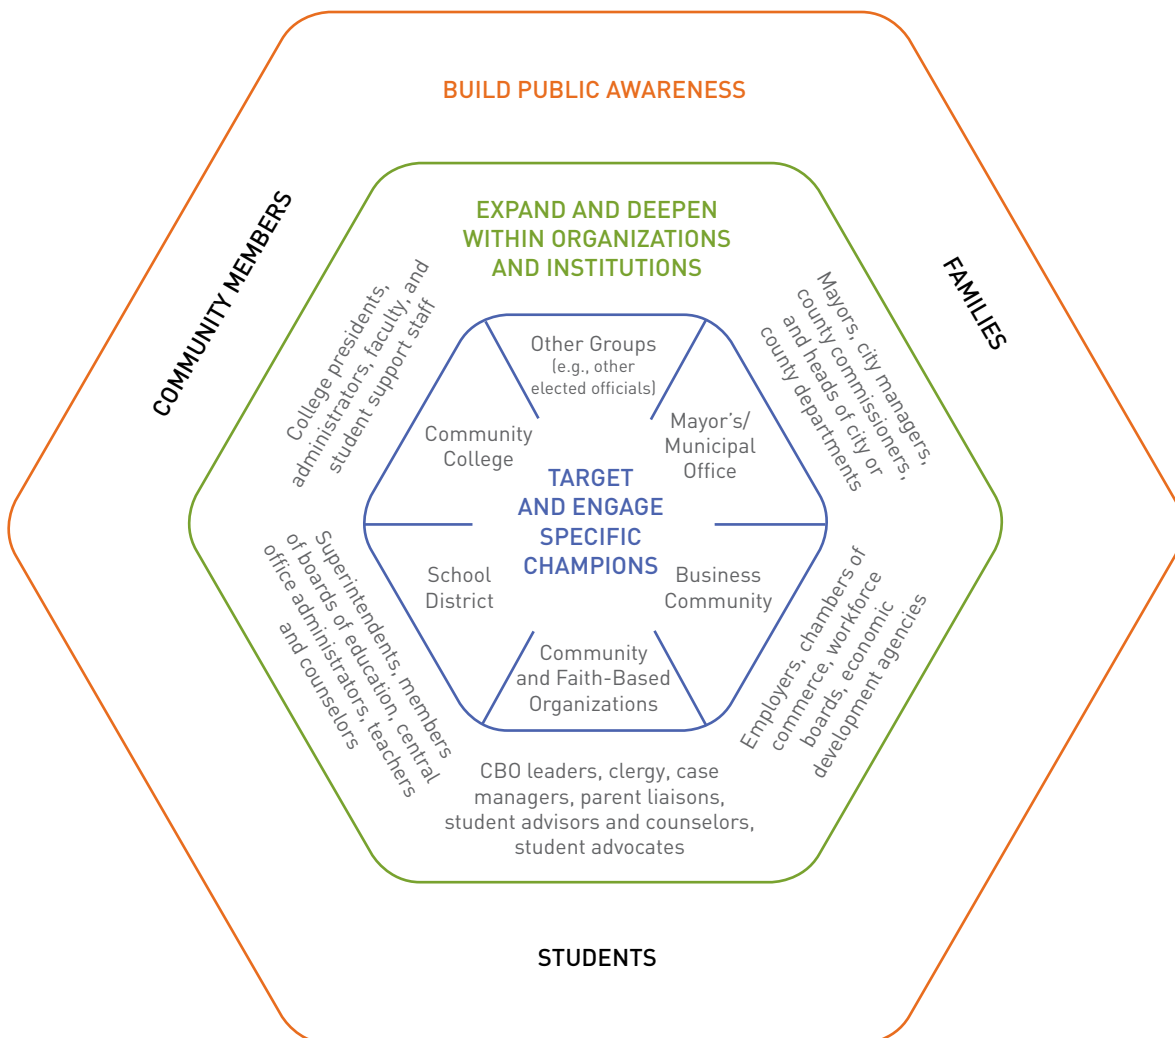 BUILD PUBLIC AWARENESS
COMMUNITY MEMBERS
FAMILIES
EXPAND AND DEEPEN
WITHIN ORGANIZATIONS
AND INSTITUTIONS
College presidents,
administrators, faculty, and
student support staff
Mayors, city managers,
county commissioners,
and heads of city or
county departments
Other Groups
(e.g., other
elected officials)
Community
College
Mayor's/
Municipal
Office
TARGET
AND ENGAGE
SPECIFIC
CHAMPIONS
School
District
Business
Community
Community
and Faith-Based
Organizations
Superintendents, members
of boards of education, central
office administrators, teachers
and counselors
Employers, chambers of
commerce, workforce
boards, economic
development agencies
CBO leaders, clergy, case
managers, parent liaisons,
student advisors and counselors,
student advocates
STUDENTS